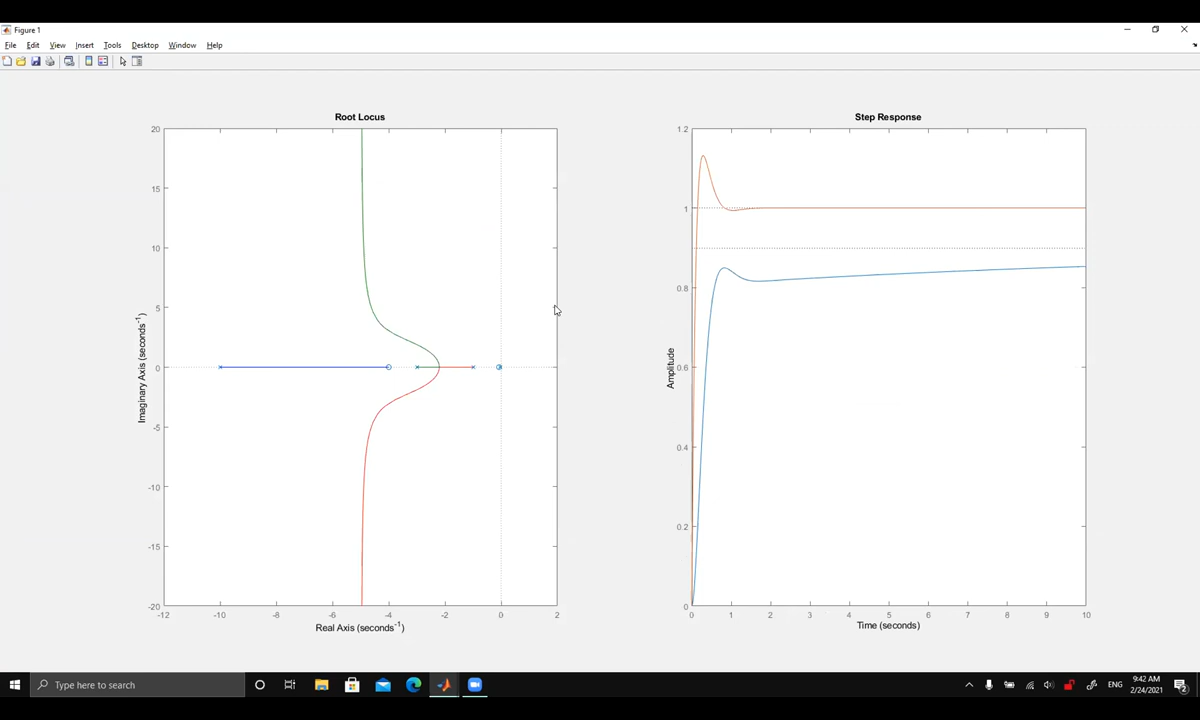 Figure 1
File Edit View Insert Tools Desktop Window Help
Root Locus
20
15
10
5
0
-5
-10
-15
-20
-12 -10 -8 -6 -4 -2 0 2
Imaginary Axis (seconds-1)
Real Axis (seconds-1)
Step Response
1.2
1
0.8
0.6
0.4
0.2
0
0 1 2 3 4 5 6 7 8 9 10
Amplitude
Time (seconds)
Type here to search
ENG
9:42 AM
2/24/2021
2